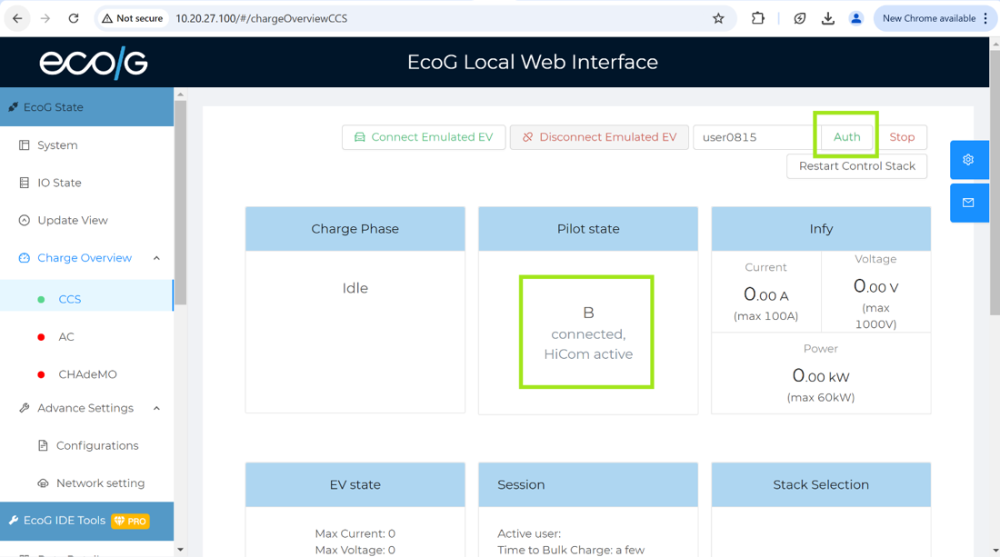 Not secure
10.20.27.100/#/chargeOverviewCCS
New Chrome available
eco/G
EcoG Local Web Interface
EcoG State
System
IO State
Update View
Charge Overview
CCS
AC
CHAdeMO
Advance Settings
Configurations
Network setting
EcoG IDE Tools PRO
Connect Emulated EV
Disconnect Emulated EV
user0815
Auth
Stop
Restart Control Stack
Charge Phase
Idle
Pilot state
B
connected,
HiCom active
Infy
Current
0.00 A
(max 100A)
Voltage
0.00 V
(max
1000V)
Power
0.00 kW
(max 60kW)
EV state
Max Current: 0
Max Voltage: 0
Session
Active user:
Time to Bulk Charge: a few
Stack Selection